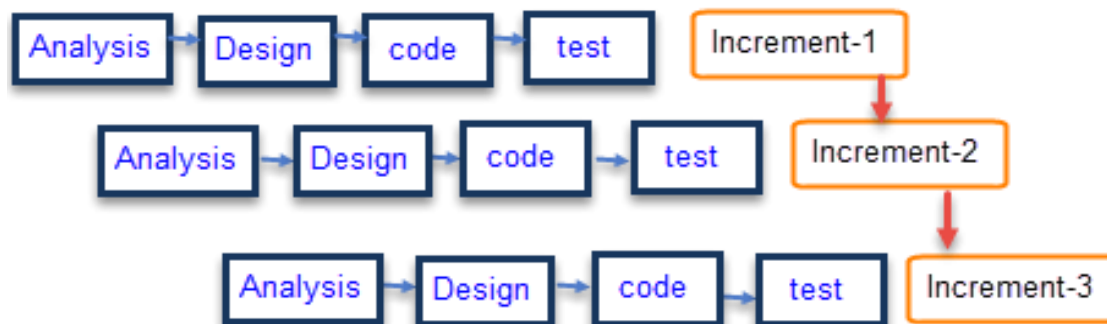 Analysis Design code test Increment-1
Analysis Design code test Increment-2
Analysis Design code test Increment-3